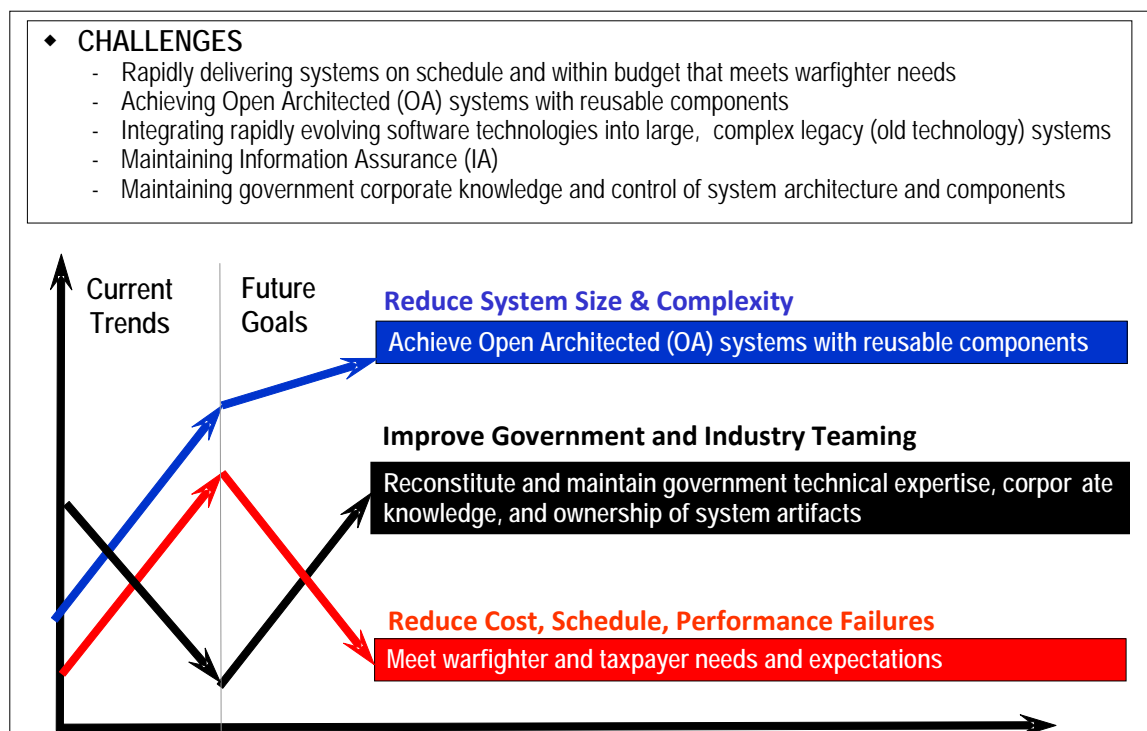 ◆ CHALLENGES
- Rapidly delivering systems on schedule and within budget that meets warfighter needs
- Achieving Open Architected (OA) systems with reusable components
- Integrating rapidly evolving software technologies into large, complex legacy (old technology) systems
- Maintaining Information Assurance (IA)
- Maintaining government corporate knowledge and control of system architecture and components
Current
Trends
Future
Goals
Reduce System Size & Complexity
Achieve Open Architected (OA) systems with reusable components
Improve Government and Industry Teaming
Reconstitute and maintain government technical expertise, corpor ate
knowledge, and ownership of system artifacts
Reduce Cost, Schedule, Performance Failures
Meet warfighter and taxpayer needs and expectations